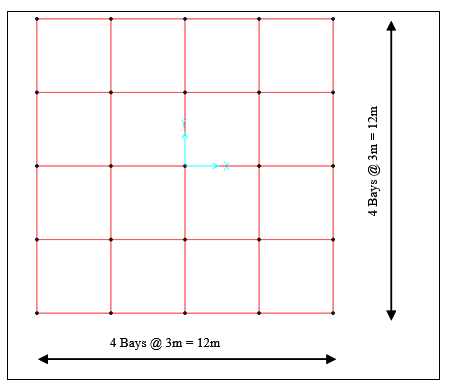 Y
X
4 Bays @ 3m = 12m
4 Bays @ 3m = 12m